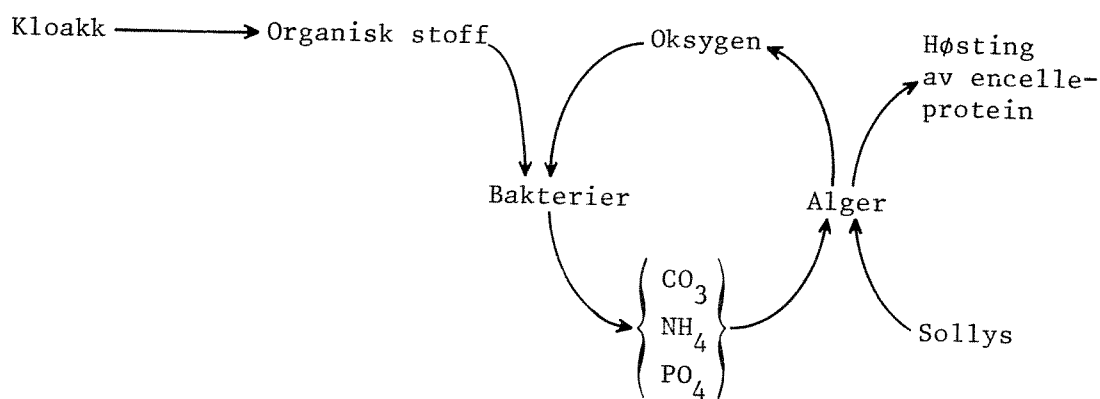 Kloakk
Organisk stoff
Oksygen
Høsting
av encelle-
protein
Bakterier
Alger
CO3
NH4
PO4
Sollys